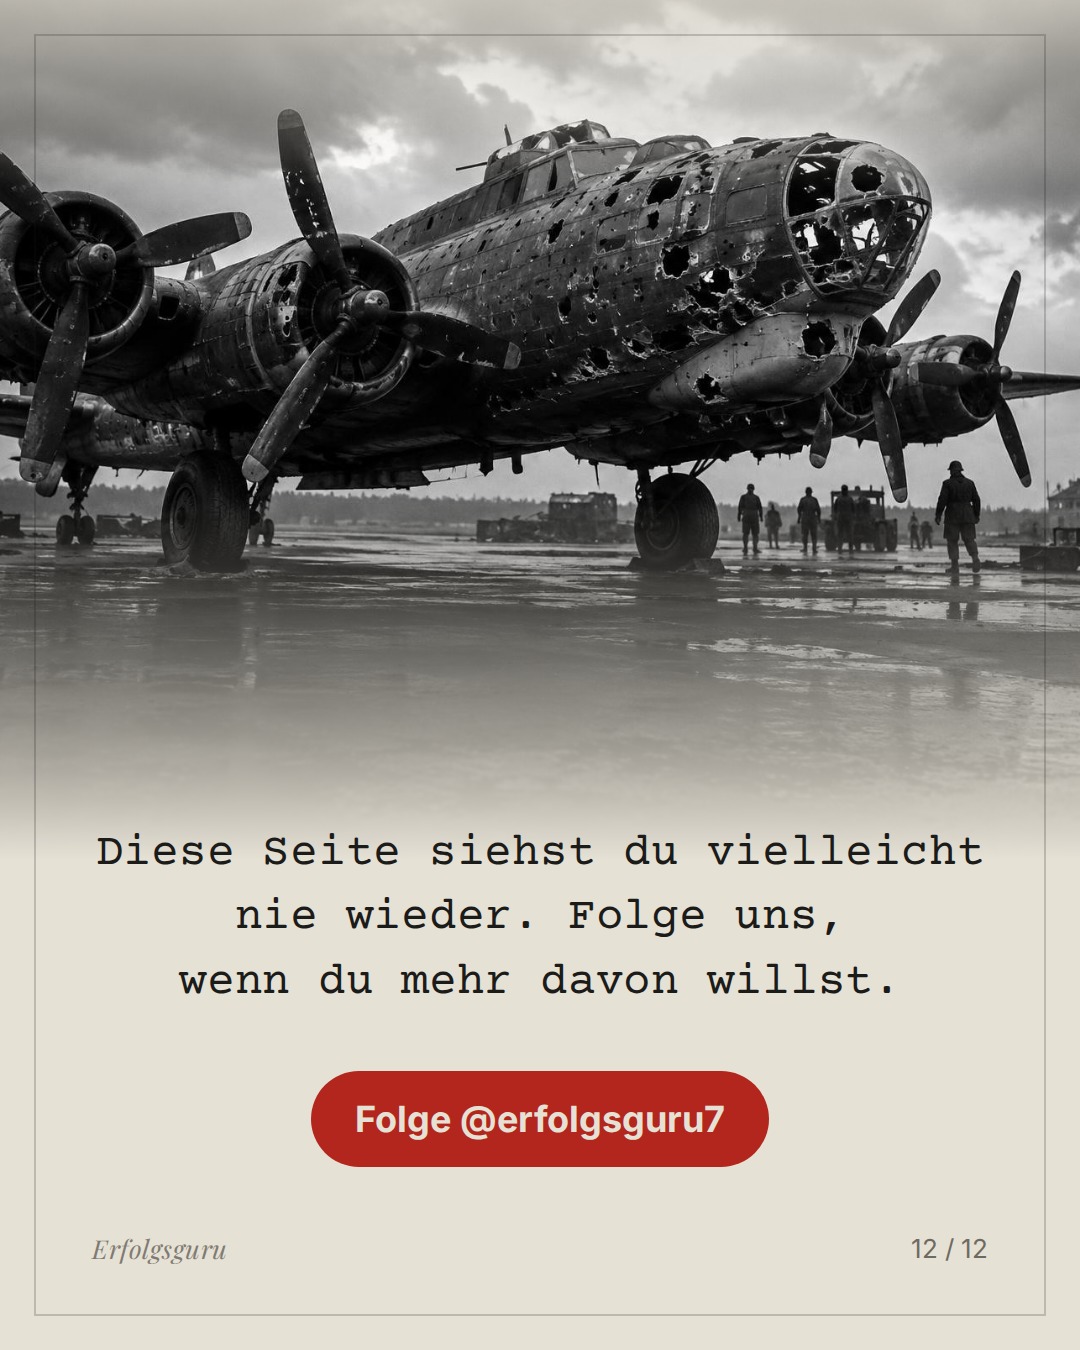 Diese Seite siehst du vielleicht
nie wieder. Folge uns,
wenn du mehr davon willst.
Folge @erfolgsguru7
Erfolgsguru
12 / 12